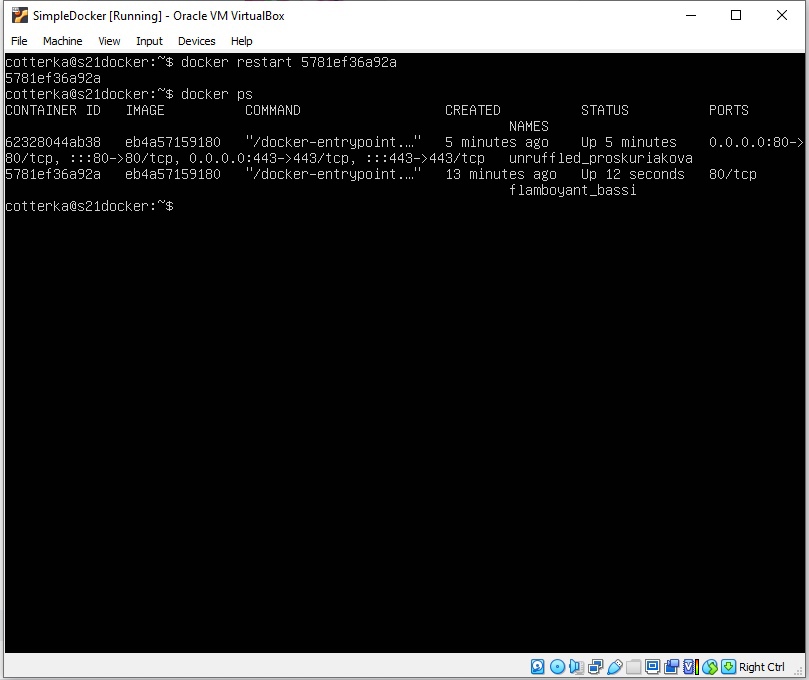 SimpleDocker [Running] - Oracle VM VirtualBox
File Machine View Input Devices Help
cotterka@s21docker:~$ docker restart 5781ef36a92a
5781ef36a92a
cotterka@s21docker:~$ docker ps
CONTAINER ID IMAGE COMMAND CREATED STATUS PORTS
NAMES
62328044ab38 eb4a57159180 "/docker-entrypoint.…" 5 minutes ago Up 5 minutes 0.0.0.0:80->
80/tcp, :::80->80/tcp, 0.0.0.0:443->443/tcp, :::443->443/tcp unruffled_proskuriakova
5781ef36a92a eb4a57159180 "/docker-entrypoint.…" 13 minutes ago Up 12 seconds 80/tcp
flamboyant_bassi
cotterka@s21docker:~$
Right Ctrl